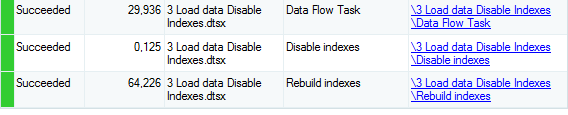 Succeeded 29,936 3 Load data Disable Data Flow Task \3 Load data Disable Indexes
Indexes.dtsx \Data Flow Task
Succeeded 0,125 3 Load data Disable Disable indexes \3 Load data Disable Indexes
Indexes.dtsx \Disable indexes
Succeeded 64,226 3 Load data Disable Rebuild indexes \3 Load data Disable Indexes
Indexes.dtsx \Rebuild indexes